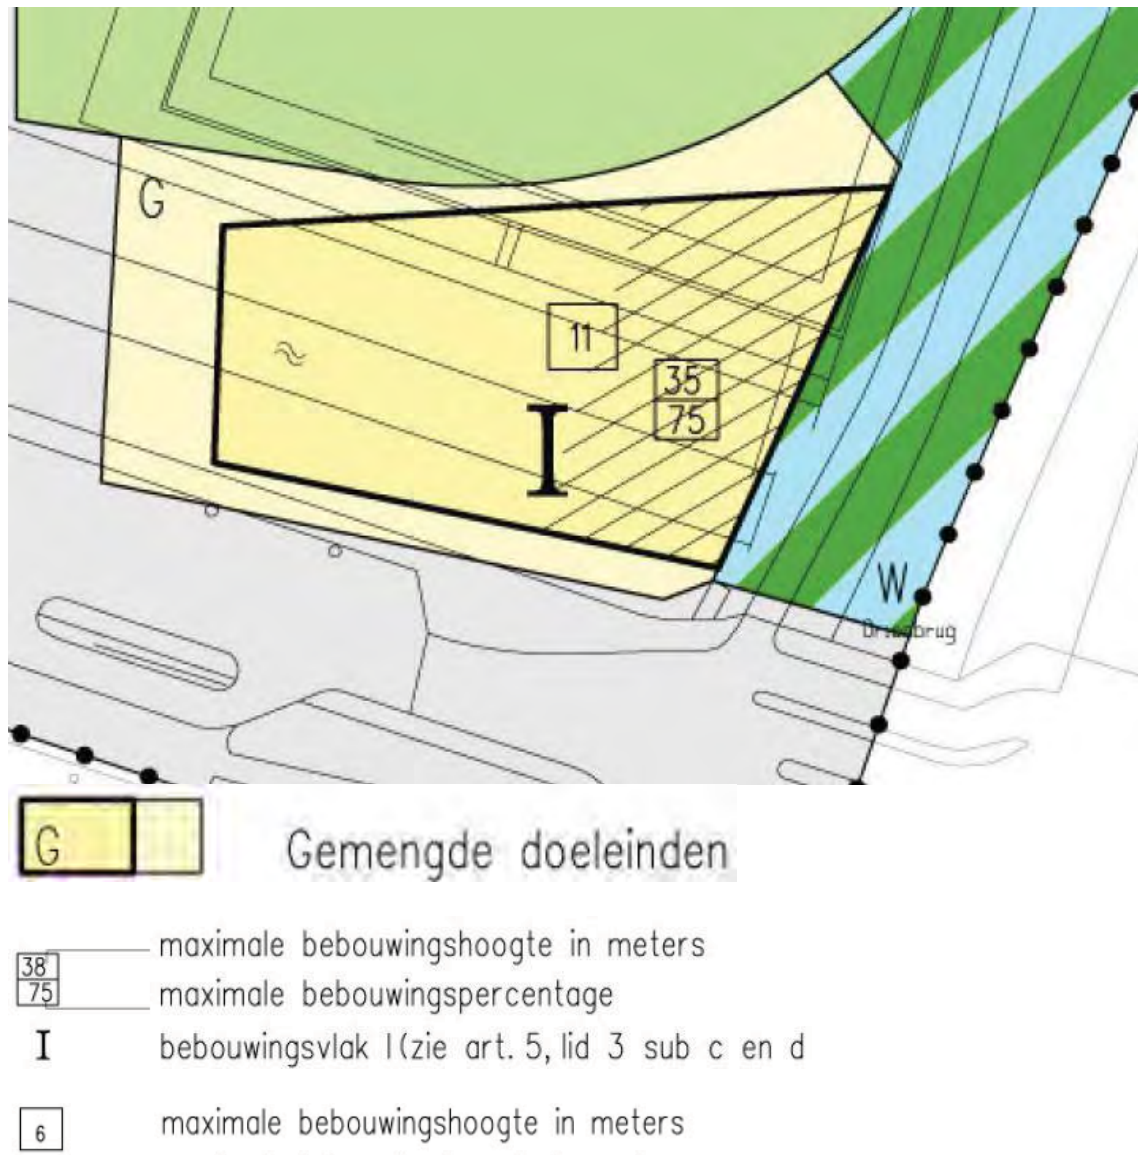 G
11
35
75
I
W
G
Gemengde doeleinden
38
maximale bebouwingshoogte in meters
75
maximale bebouwingspercentage
I
bebouwingsvlak I (zie art. 5, lid 3 sub c en d
6
maximale bebouwingshoogte in meters